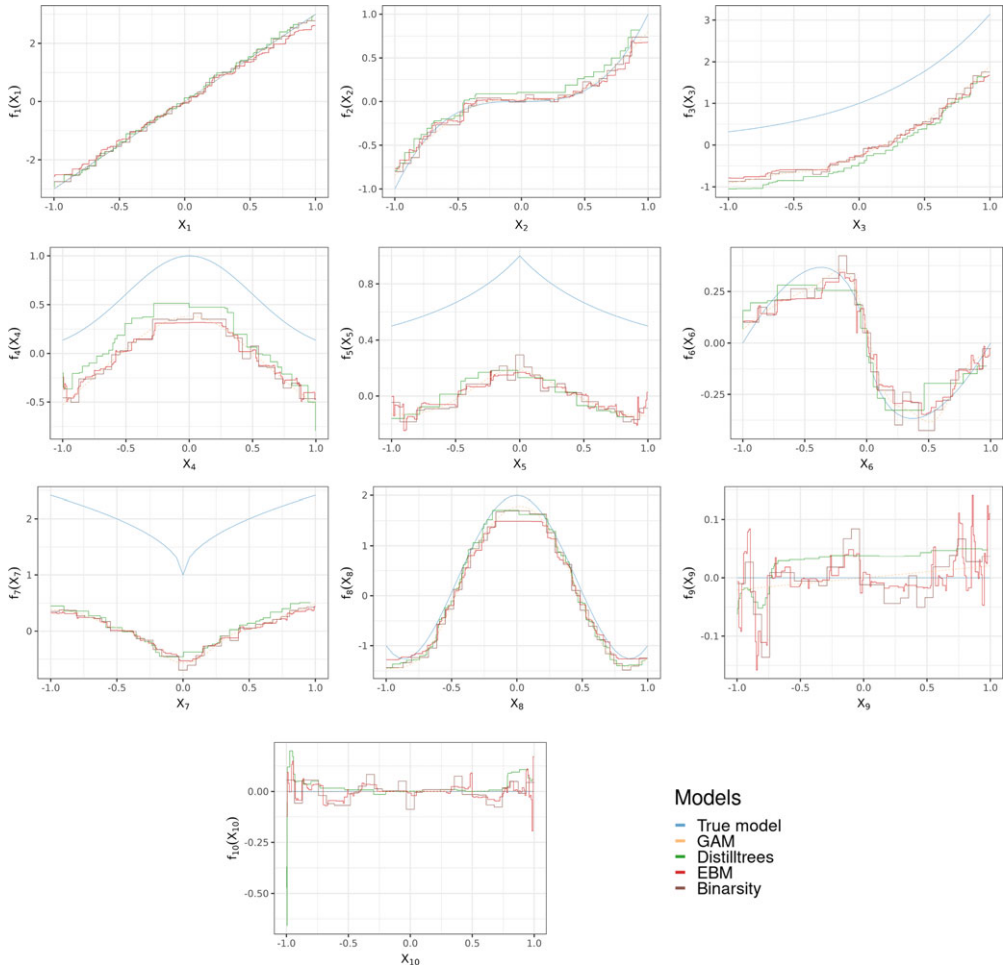 2
0
-2
-1.0 -0.5 0.0 0.5 1.0
X1
f1(X1)
1.0
0.5
0.0
-0.5
-1.0
-1.0 -0.5 0.0 0.5 1.0
X2
f2(X2)
3
2
1
0
-1
-1.0 -0.5 0.0 0.5 1.0
X3
f3(X3)
1.0
0.5
0.0
-0.5
-1.0 -0.5 0.0 0.5 1.0
X4
f4(X4)
0.8
0.4
0.0
-1.0 -0.5 0.0 0.5 1.0
X5
f5(X5)
0.25
0.00
-0.25
-1.0 -0.5 0.0 0.5 1.0
X6
f6(X6)
2
1
0
-1.0 -0.5 0.0 0.5 1.0
X7
f7(X7)
2
1
0
-1
-1.0 -0.5 0.0 0.5 1.0
X8
f8(X8)
0.1
0.0
-0.1
-1.0 -0.5 0.0 0.5 1.0
X9
f9(X9)
0.00
-0.25
-0.50
-1.0 -0.5 0.0 0.5 1.0
X10
f10(X10)
Models
True model
GAM
Distilltrees
EBM
Binarsity